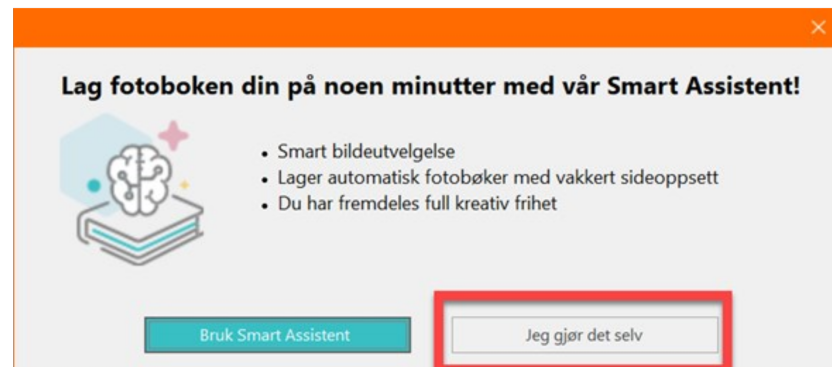 Lag fotoboken din på noen minutter med vår Smart Assistent!
• Smart bildeutvelgelse
• Lager automatisk fotobøker med vakkert sideoppsett
• Du har fremdeles full kreativ frihet
Bruk Smart Assistent
Jeg gjør det selv